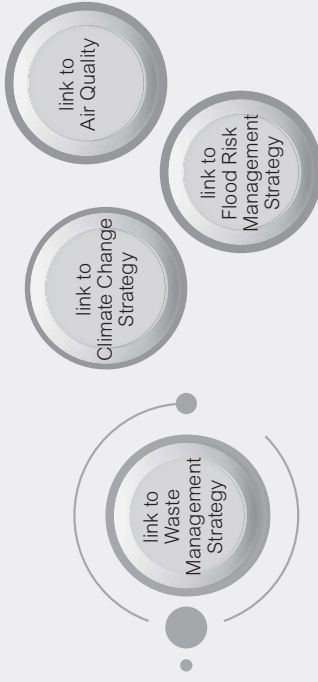 link to
Waste
Management
Strategy
link to
Climate Change
Strategy
link to
Flood Risk
Management
Strategy
link to
Air Quality